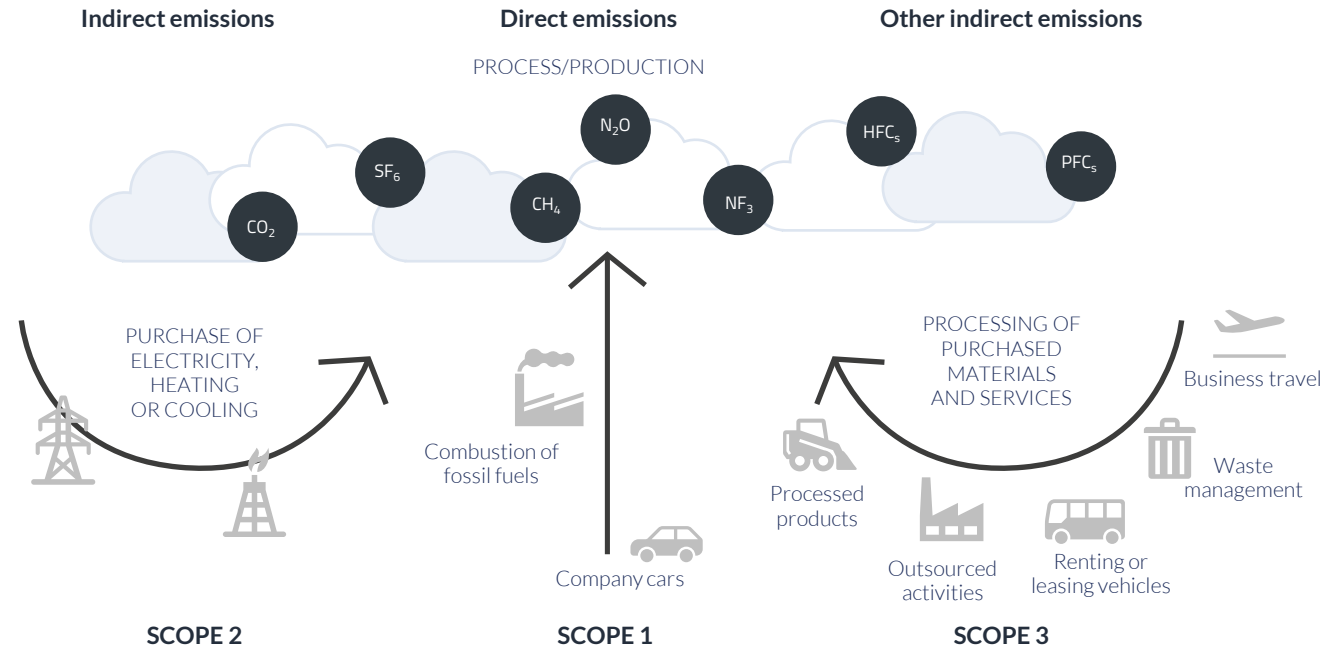 Indirect emissions
Direct emissions
Other indirect emissions
PROCESS/PRODUCTION
CO₂
SF₆
CH₄
N₂O
NF₃
HFCₛ
PFCₛ
PURCHASE OF
ELECTRICITY,
HEATING
OR COOLING
Combustion of
fossil fuels
Company cars
PROCESSING OF
PURCHASED
MATERIALS
AND SERVICES
Business travel
Waste
management
Processed
products
Outsourced
activities
Renting or
leasing vehicles
SCOPE 2
SCOPE 1
SCOPE 3